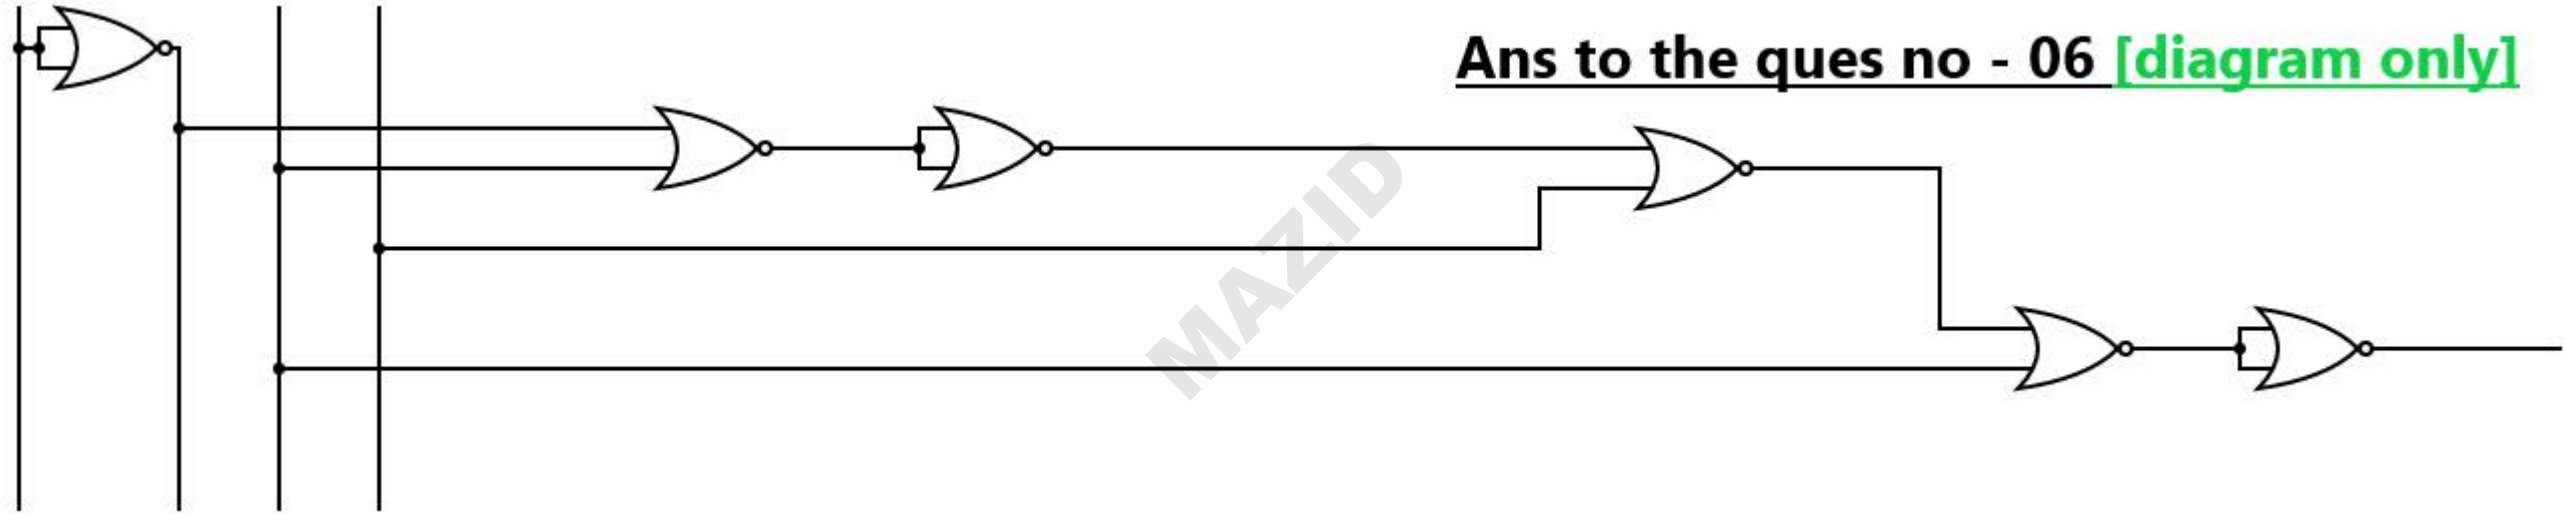 Ans to the ques no - 06 [diagram only]
MAZID